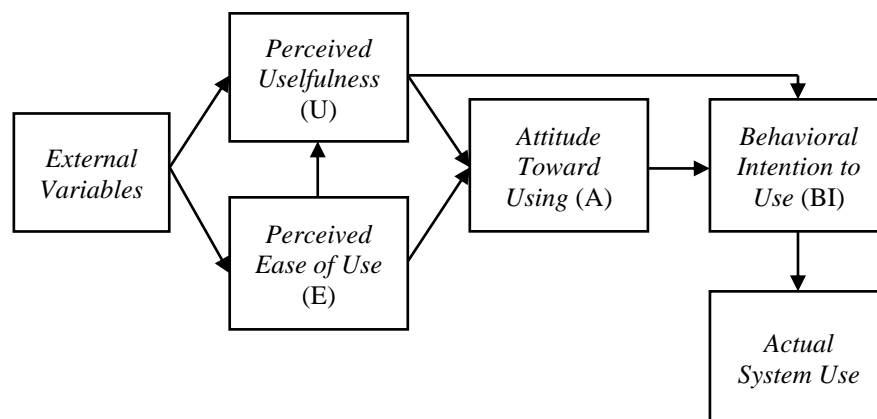 External
Variables
Perceived
Uselfulness
(U)
Perceived
Ease of Use
(E)
Attitude
Toward
Using (A)
Behavioral
Intention to
Use (BI)
Actual
System Use